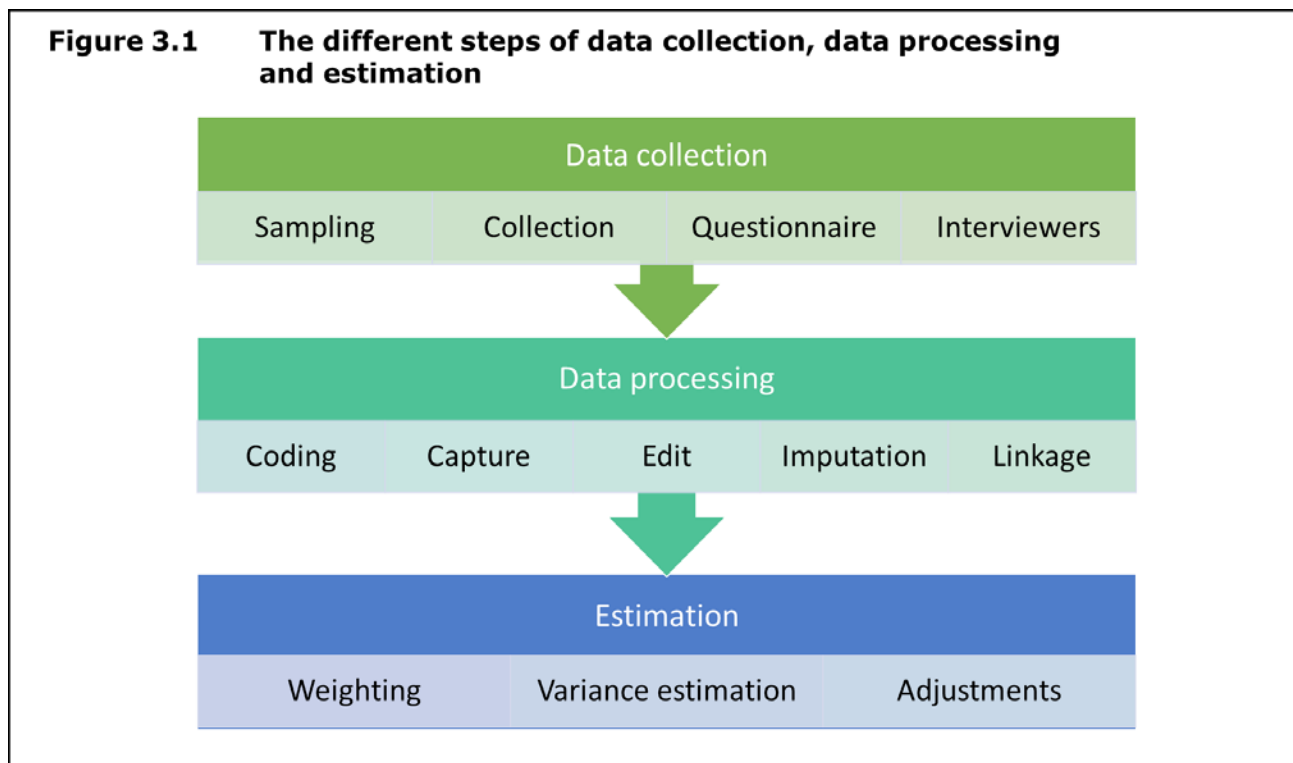 Figure 3.1 The different steps of data collection, data processing
and estimation
Data collection
Sampling Collection Questionnaire Interviewers
Data processing
Coding Capture Edit Imputation Linkage
Estimation
Weighting Variance estimation Adjustments